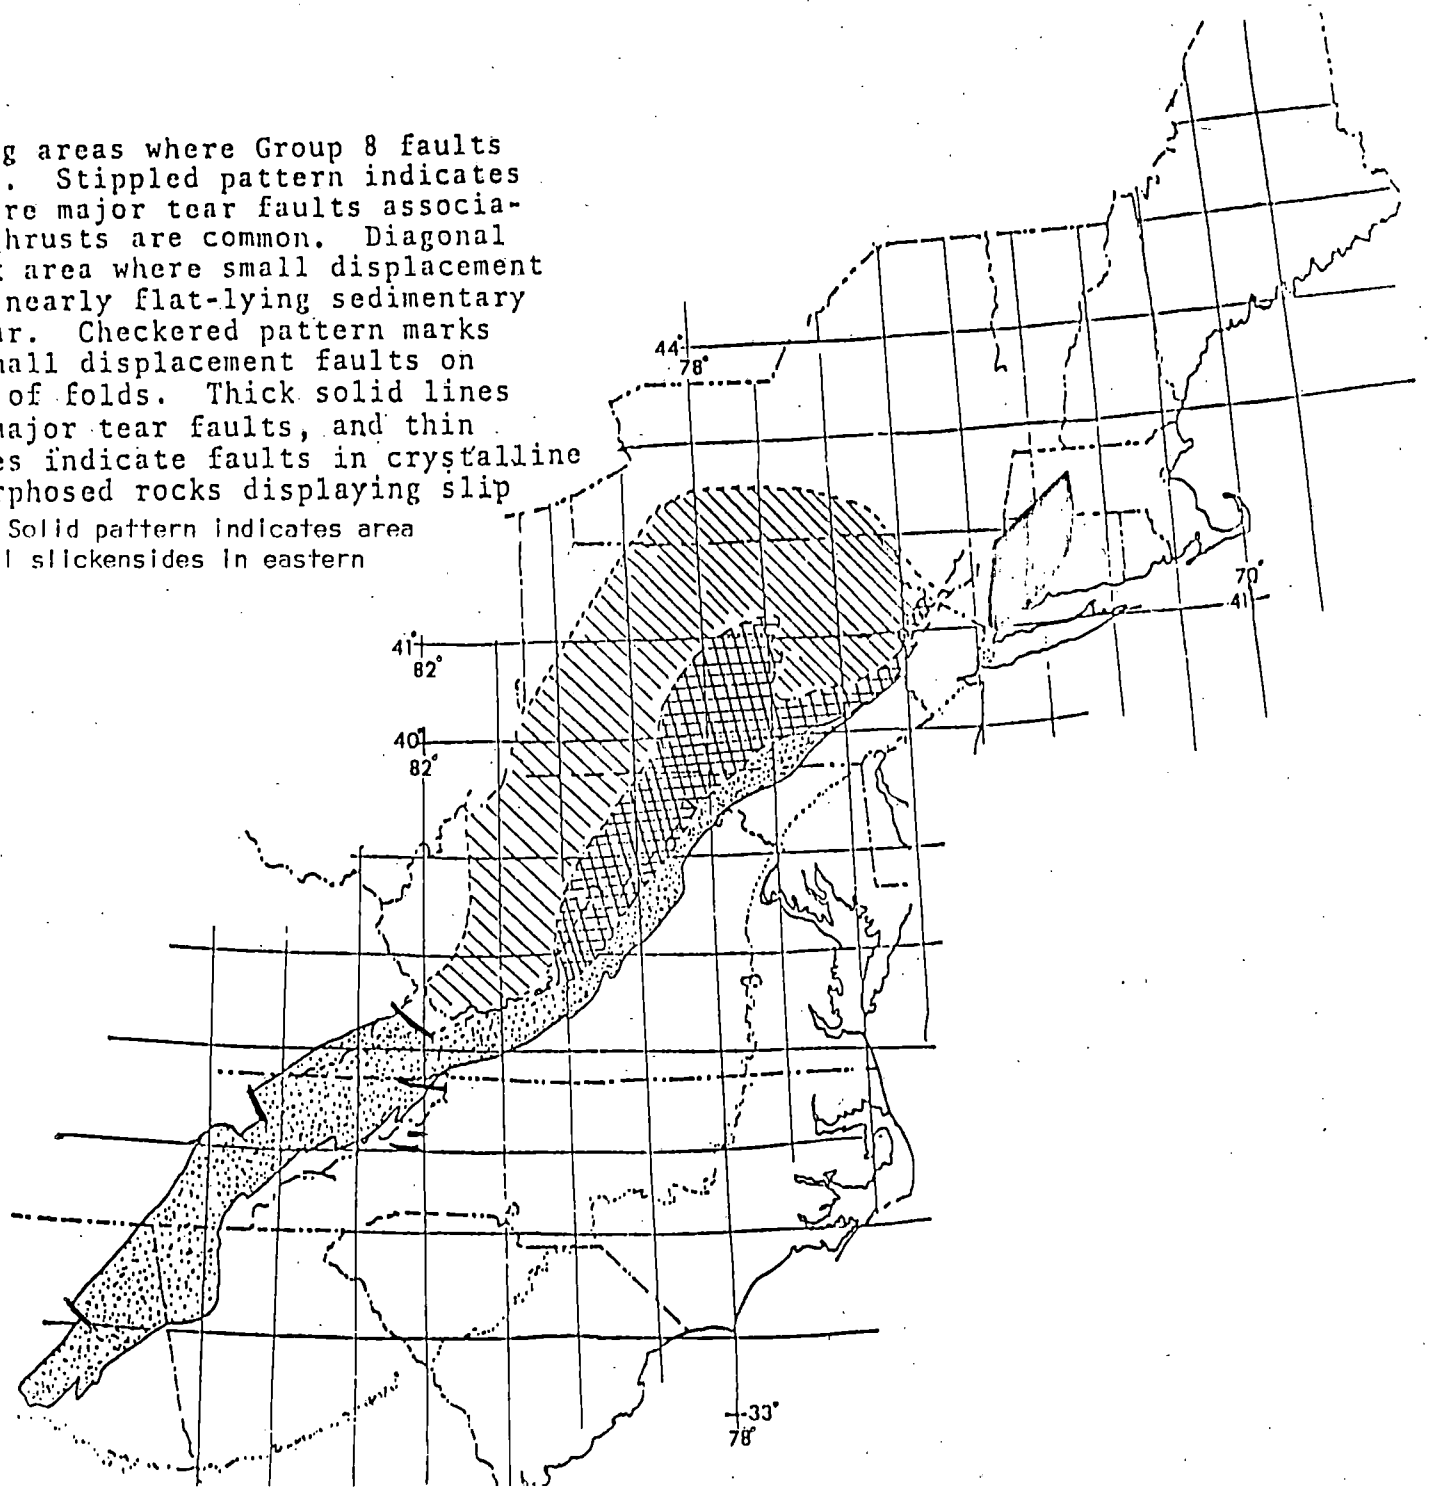 g areas where Group 8 faults
. Stippled pattern indicates
re major tear faults associa-
hrusts are common. Diagonal
area where small displacement
nearly flat-lying sedimentary
r. Checkered pattern marks
all displacement faults on
of folds. Thick solid lines
ajor tear faults, and thin
es indicate faults in crystalline
rphosed rocks displaying slip
Solid pattern indicates area
l slickensides in eastern
44°
78°
70°
41°
41°
82°
40°
82°
33°
78°